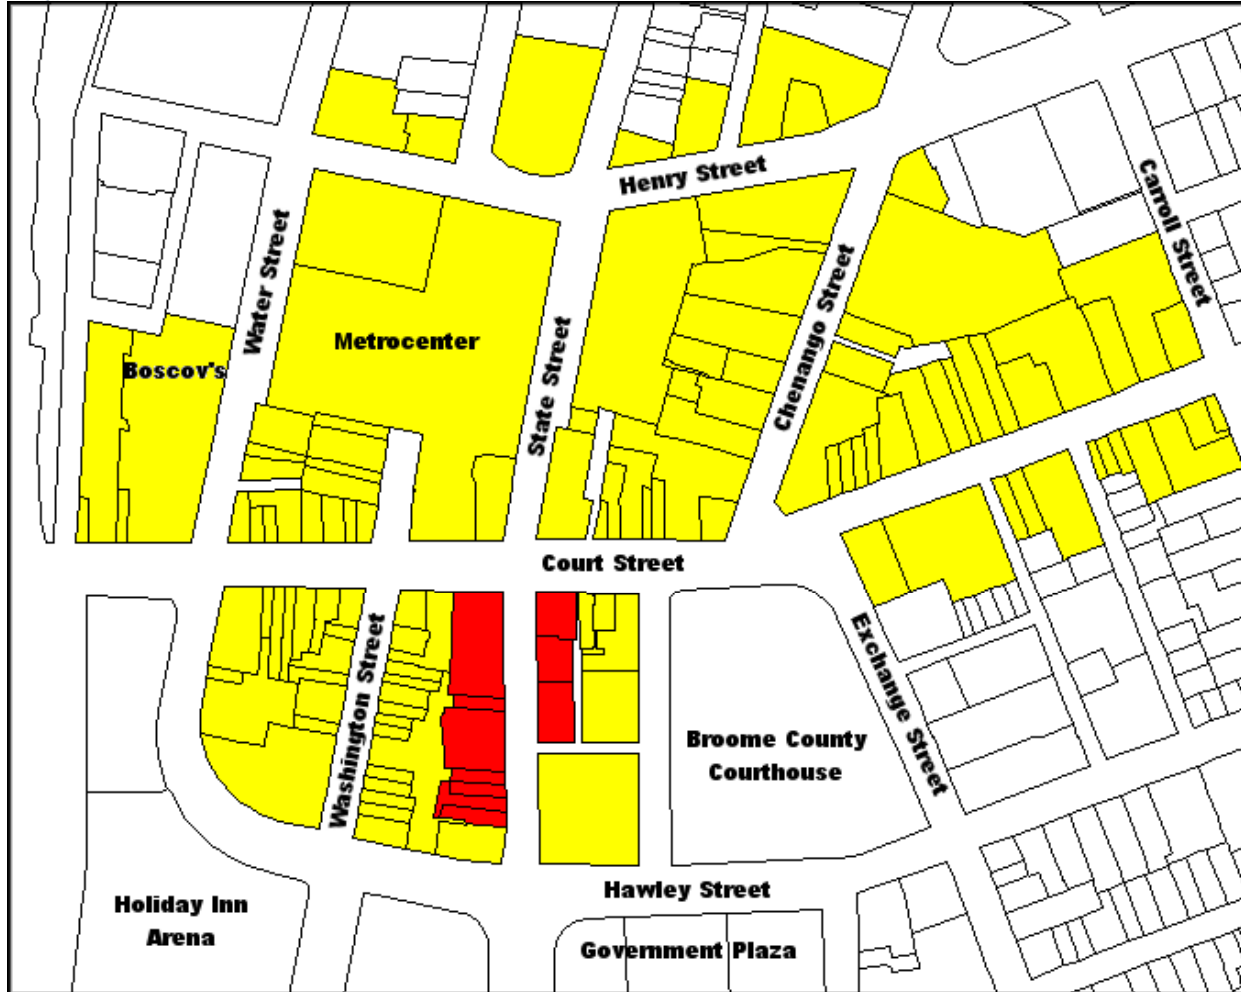 Henry Street
Carroll Street
Water Street
Chenango Street
Metrocenter
State Street
Boscov's
Court Street
Washington Street
Exchange Street
Broome County
Courthouse
Hawley Street
Holiday Inn
Arena
Government Plaza